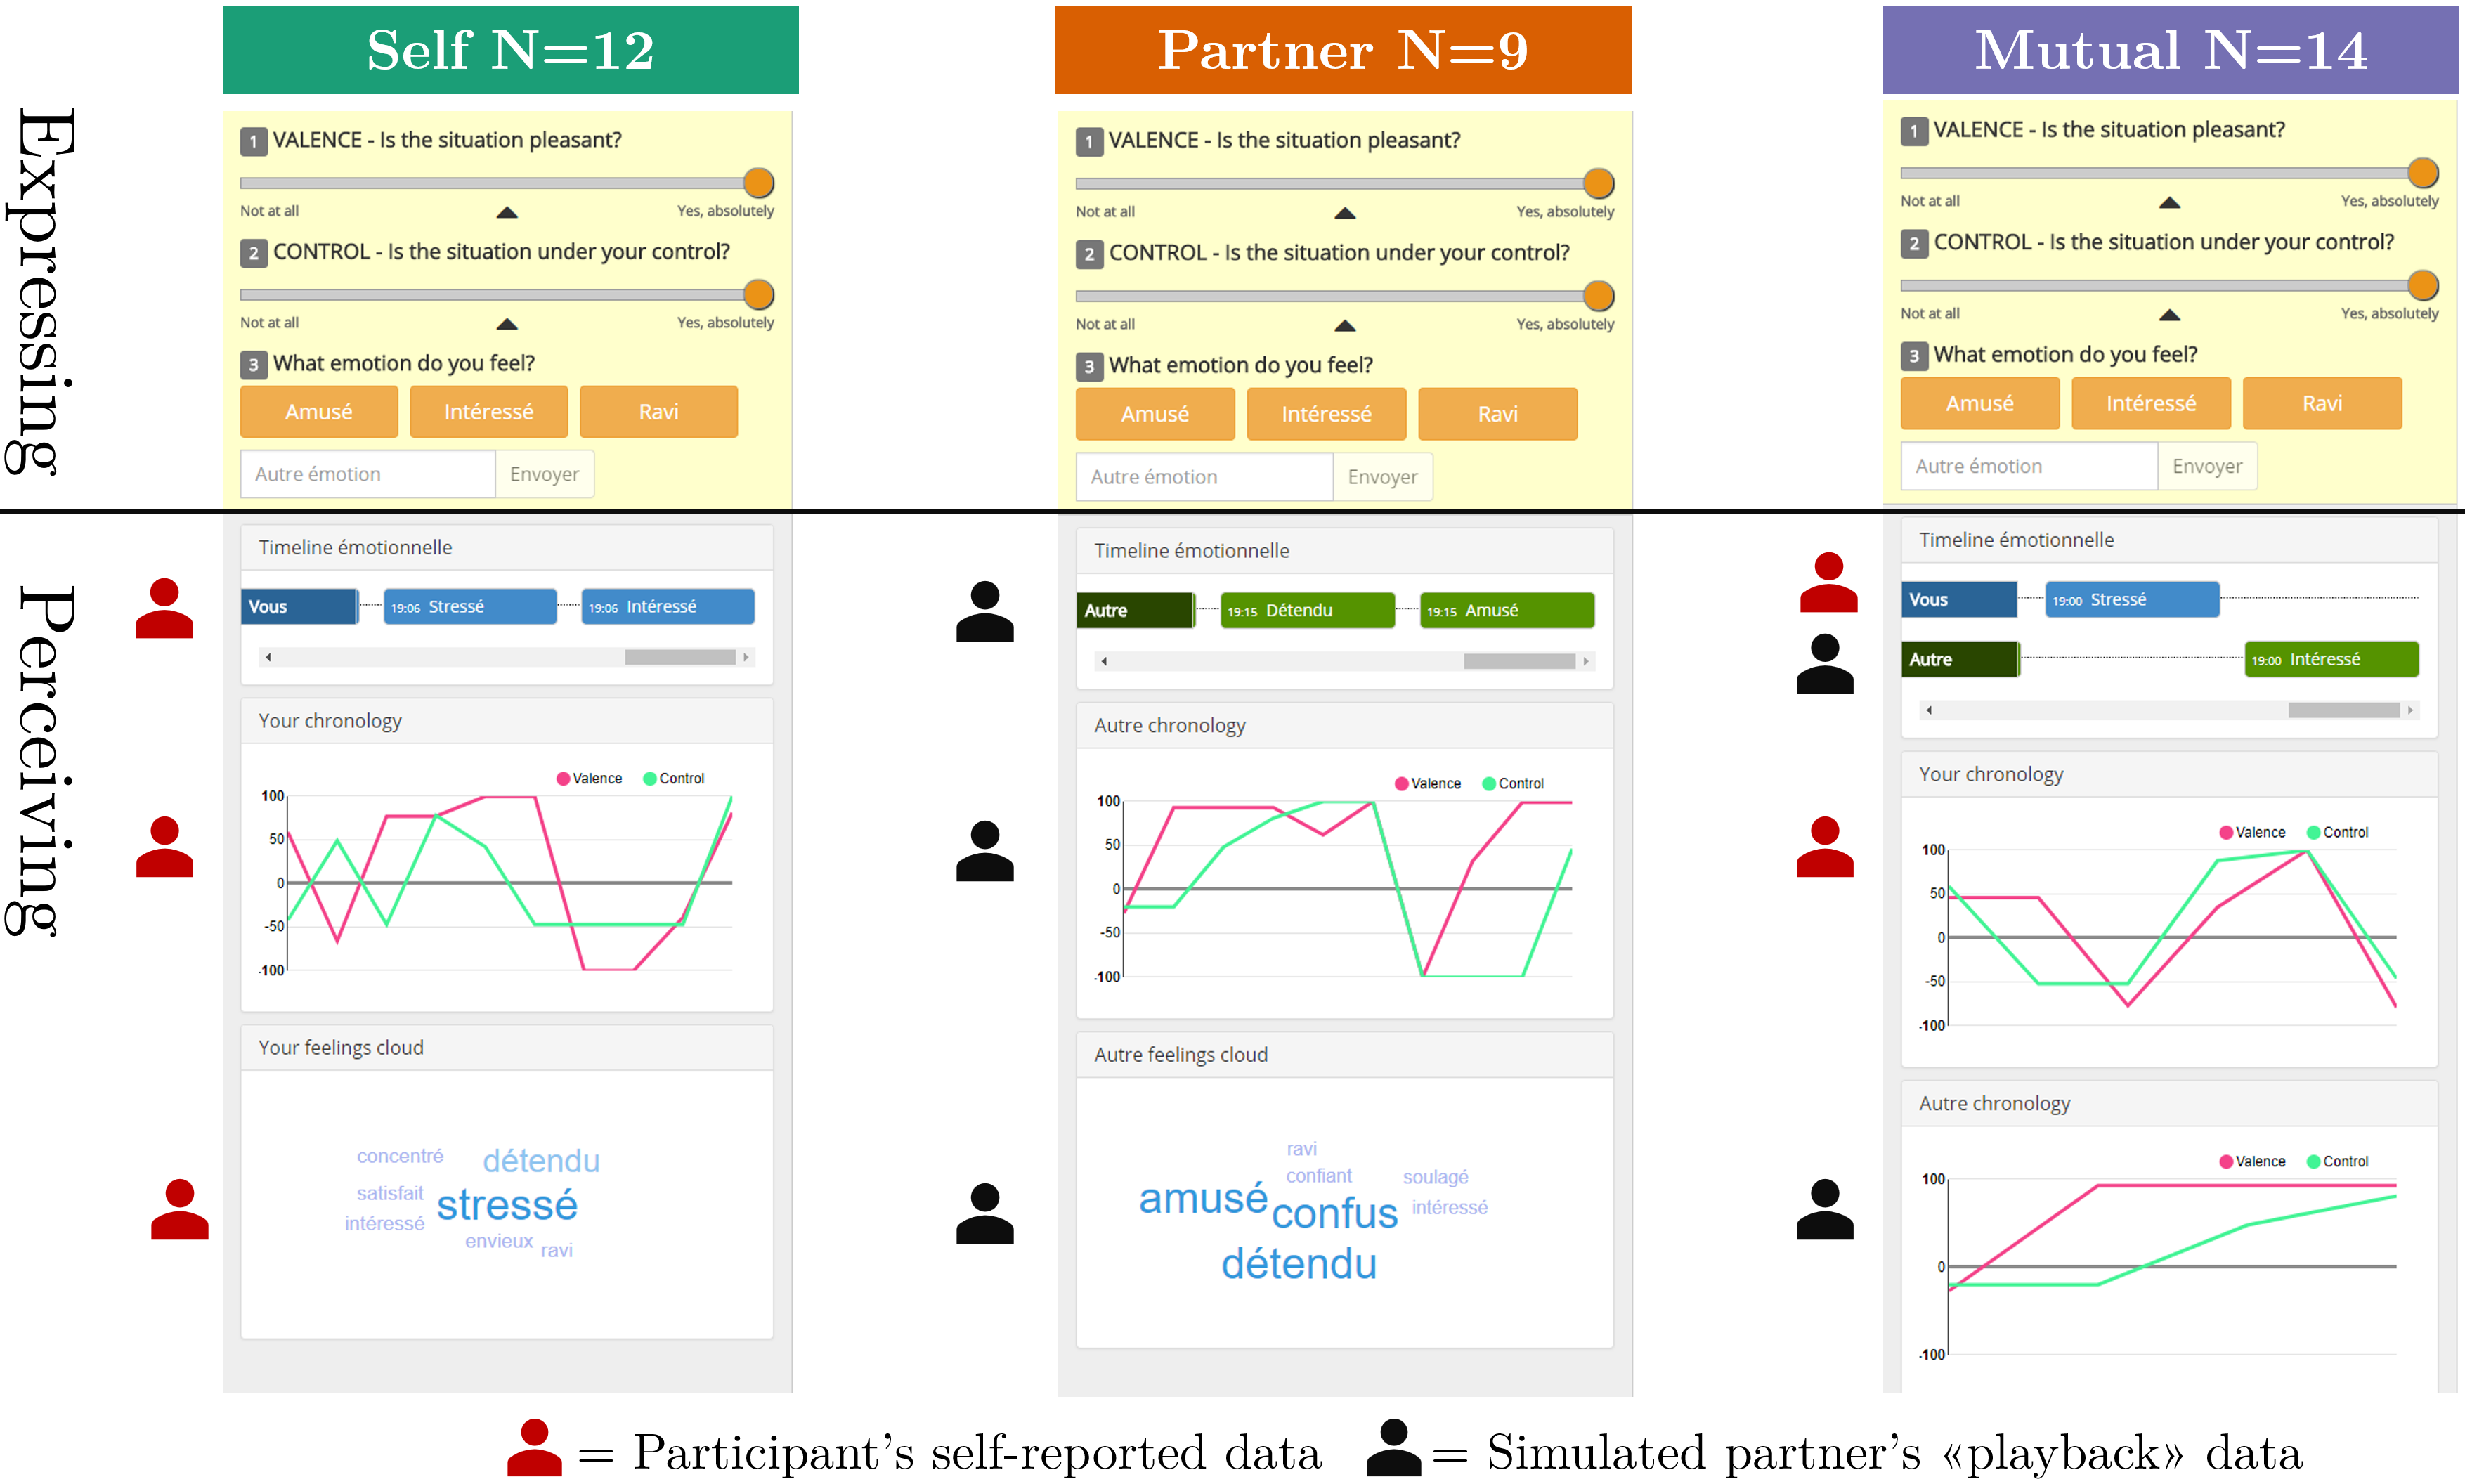 Self N=12
Partner N=9
Mutual N=14
Expressing
1 VALENCE - Is the situation pleasant?
Not at all
Yes, absolutely
2 CONTROL - Is the situation under your control?
Not at all
Yes, absolutely
3 What emotion do you feel?
Amusé Intéressé Ravi
Autre émotion Envoyer
1 VALENCE - Is the situation pleasant?
Not at all
Yes, absolutely
2 CONTROL - Is the situation under your control?
Not at all
Yes, absolutely
3 What emotion do you feel?
Amusé Intéressé Ravi
Autre émotion Envoyer
1 VALENCE - Is the situation pleasant?
Not at all
Yes, absolutely
2 CONTROL - Is the situation under your control?
Not at all
Yes, absolutely
3 What emotion do you feel?
Amusé Intéressé Ravi
Autre émotion Envoyer
Perceiving
Timeline émotionnelle
Vous 19:06 Stressé 19:06 Intéressé
Your chronology
Valence Control
100
50
0
-50
-100
Your feelings cloud
concentré
détendu
satisfait
stressé
intéressé
envieux
ravi
Timeline émotionnelle
Autre 19:15 Détendu 19:15 Amusé
Autre chronology
Valence Control
100
50
0
-50
-100
Autre feelings cloud
ravi
confiant
soulagé
amusé
confus
intéressé
détendu
Timeline émotionnelle
Vous 19:00 Stressé
Autre 19:00 Intéressé
Your chronology
Valence Control
100
50
0
-50
-100
Autre chronology
Valence Control
100
0
-100
= Participant's self-reported data
= Simulated partner's «playback» data